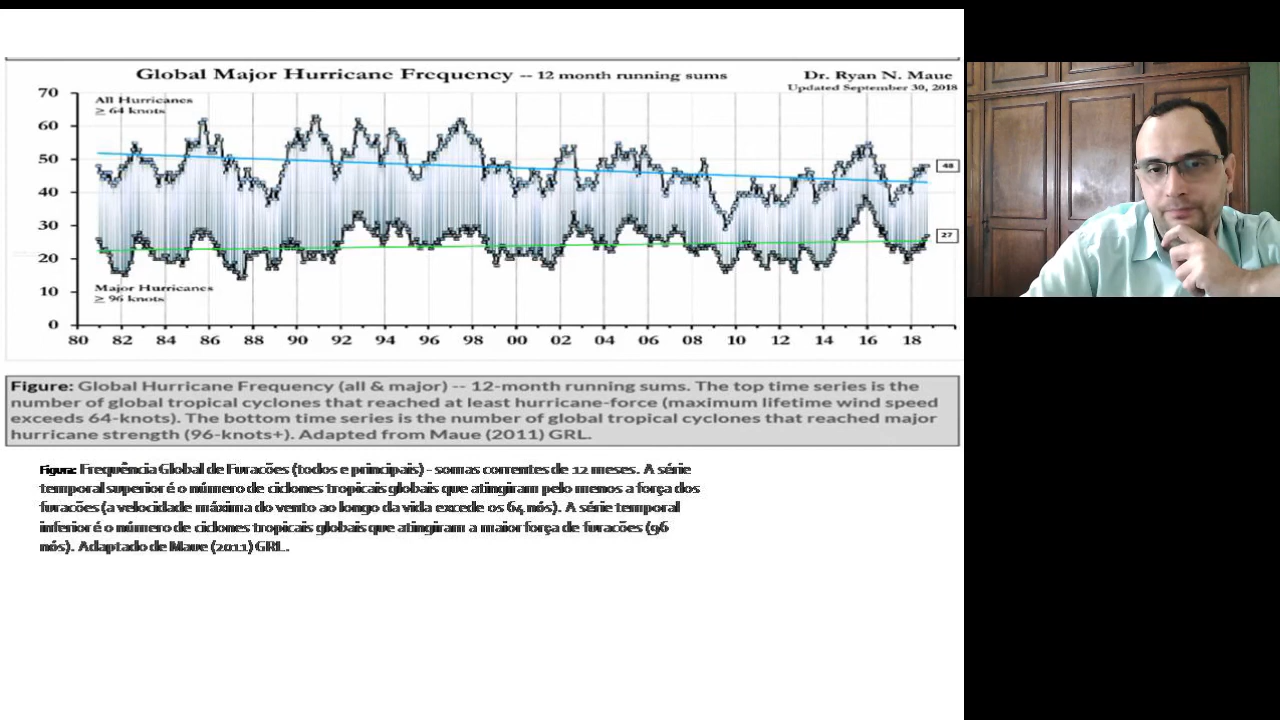 Global Major Hurricane Frequency -- 12 month running sums
Dr. Ryan N. Maue
Updated September 30, 2018
All Hurricanes
≥ 64 knots
70
60
50
40
30
20
10
0
48
27
Major Hurricanes
≥ 96 knots
80 82 84 86 88 90 92 94 96 98 00 02 04 06 08 10 12 14 16 18
Figure: Global Hurricane Frequency (all & major) -- 12-month running sums. The top time series is the
number of global tropical cyclones that reached at least hurricane-force (maximum lifetime wind speed
exceeds 64-knots). The bottom time series is the number of global tropical cyclones that reached major
hurricane strength (96-knots+). Adapted from Maue (2011) GRL.
Figura: Frequência Global de Furacões (todos e principais) - somas correntes de 12 meses. A série
temporal superior é o número de ciclones tropicais globais que atingiram pelo menos a força dos
furacões (a velocidade máxima do vento ao longo da vida excede os 64 nós). A série temporal
inferior é o número de ciclones tropicais globais que atingiram a maior força de furacões (96
nós). Adaptado de Maue (2011) GRL.